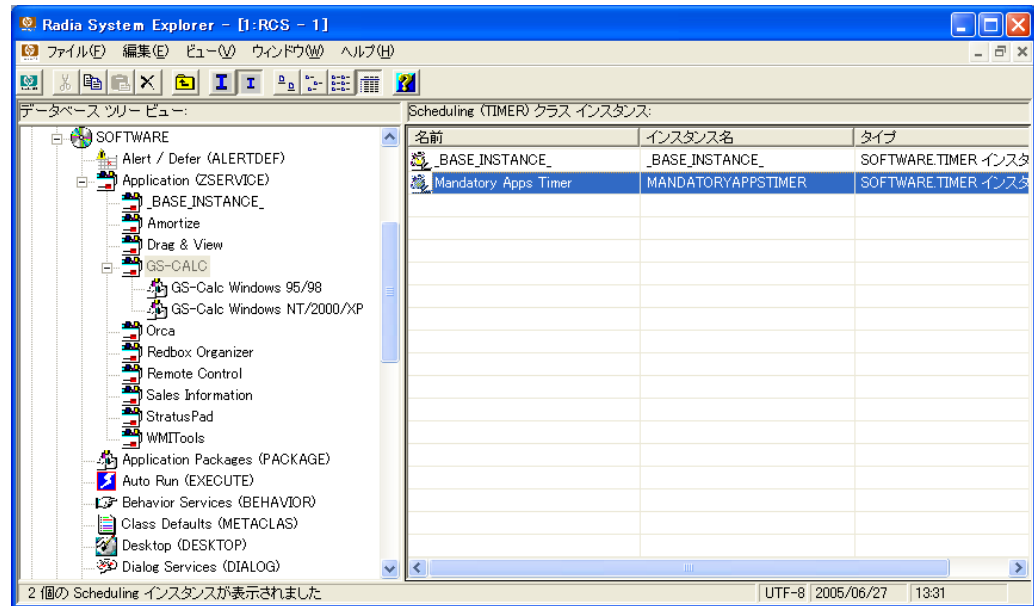 Radia System Explorer - [1:RCS - 1]
ファイル(F) 編集(E) ビュー(V) ウィンドウ(W) ヘルプ(H)
データベース ツリー ビュー:
SOFTWARE
Alert / Defer (ALERTDEF)
Application (ZSERVICE)
_BASE_INSTANCE_
Amortize
Drag & View
GS-CALC
GS-Calc Windows 95/98
GS-Calc Windows NT/2000/XP
Orca
Redbox Organizer
Remote Control
Sales Information
StratusPad
WMITools
Application Packages (PACKAGE)
Auto Run (EXECUTE)
Behavior Services (BEHAVIOR)
Class Defaults (METACLAS)
Desktop (DESKTOP)
Dialog Services (DIALOG)
Scheduling (TIMER) クラス インスタンス:
名前 インスタンス名 タイプ
_BASE_INSTANCE_ _BASE_INSTANCE_ SOFTWARE.TIMER インスタ
Mandatory Apps Timer MANDATORYAPPSTIMER SOFTWARE.TIMER インスタ
2 個の Scheduling インスタンスが表示されました UTF-8 2005/06/27 13:31